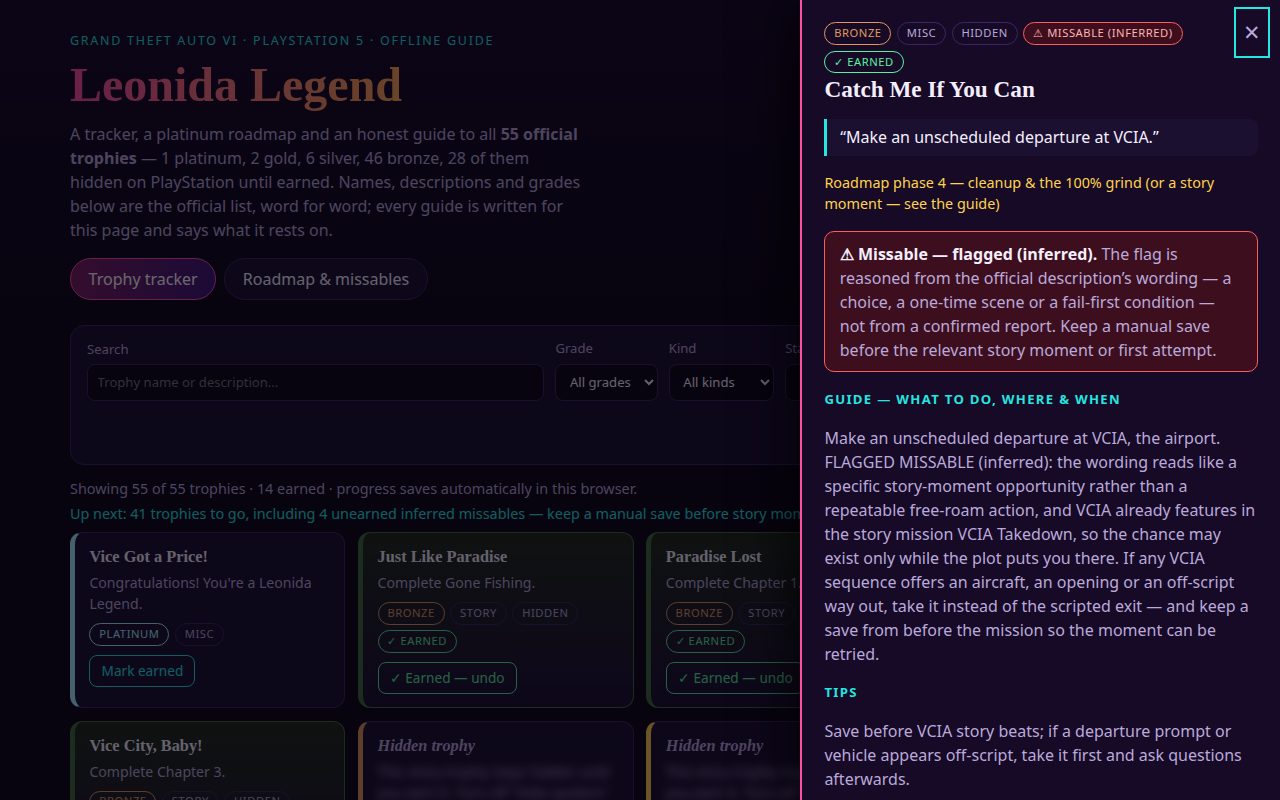 GRAND THEFT AUTO VI · PLAYSTATION 5 · OFFLINE GUIDE
Leonida Legend
A tracker, a platinum roadmap and an honest guide to all 55 official
trophies — 1 platinum, 2 gold, 6 silver, 46 bronze, 28 of them
hidden on PlayStation until earned. Names, descriptions and grades
below are the official list, word for word; every guide is written for
this page and says what it rests on.
Trophy tracker
Roadmap & missables
Search
Grade
Kind
Trophy name or description...
All grades
All kinds
Showing 55 of 55 trophies · 14 earned · progress saves automatically in this browser.
Up next: 41 trophies to go, including 4 unearned inferred missables — keep a manual save before story
Vice Got a Price!
Congratulations! You're a Leonida
Legend.
PLATINUM
MISC
Mark earned
Just Like Paradise
Complete Gone Fishing.
BRONZE
STORY
HIDDEN
✓ EARNED
✓ Earned — undo
Paradise Lost
Complete Chapter 1.
BRONZE
STORY
✓ EARNED
✓ Earned — undo
Vice City, Baby!
Complete Chapter 3.
BRONZE
STORY
HIDDEN
Hidden trophy
Hidden trophy
BRONZE
MISC
HIDDEN
⚠ MISSABLE (INFERRED)
✓ EARNED
✕
Catch Me If You Can
“Make an unscheduled departure at VCIA.”
Roadmap phase 4 — cleanup & the 100% grind (or a story
moment — see the guide)
⚠ Missable — flagged (inferred). The flag is
reasoned from the official description’s wording — a
choice, a one-time scene or a fail-first condition —
not from a confirmed report. Keep a manual save
before the relevant story moment or first attempt.
GUIDE — WHAT TO DO, WHERE & WHEN
Make an unscheduled departure at VCIA, the airport.
FLAGGED MISSABLE (inferred): the wording reads like a
specific story-moment opportunity rather than a
repeatable free-roam action, and VCIA already features in
the story mission VCIA Takedown, so the chance may
exist only while the plot puts you there. If any VCIA
sequence offers an aircraft, an opening or an off-script
way out, take it instead of the scripted exit — and keep a
save from before the mission so the moment can be
retried.
TIPS
Save before VCIA story beats; if a departure prompt or
vehicle appears off-script, take it first and ask questions
afterwards.